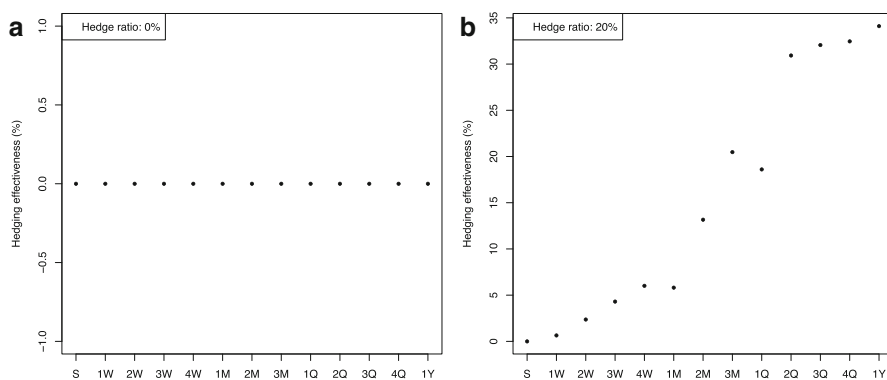 a
Hedge ratio: 0%
Hedging effectiveness (%)
1.0
0.5
0.0
−0.5
−1.0
S 1W 2W 3W 4W 1M 2M 3M 1Q 2Q 3Q 4Q 1Y
b
Hedge ratio: 20%
Hedging effectiveness (%)
35
30
25
20
15
10
5
0
S 1W 2W 3W 4W 1M 2M 3M 1Q 2Q 3Q 4Q 1Y